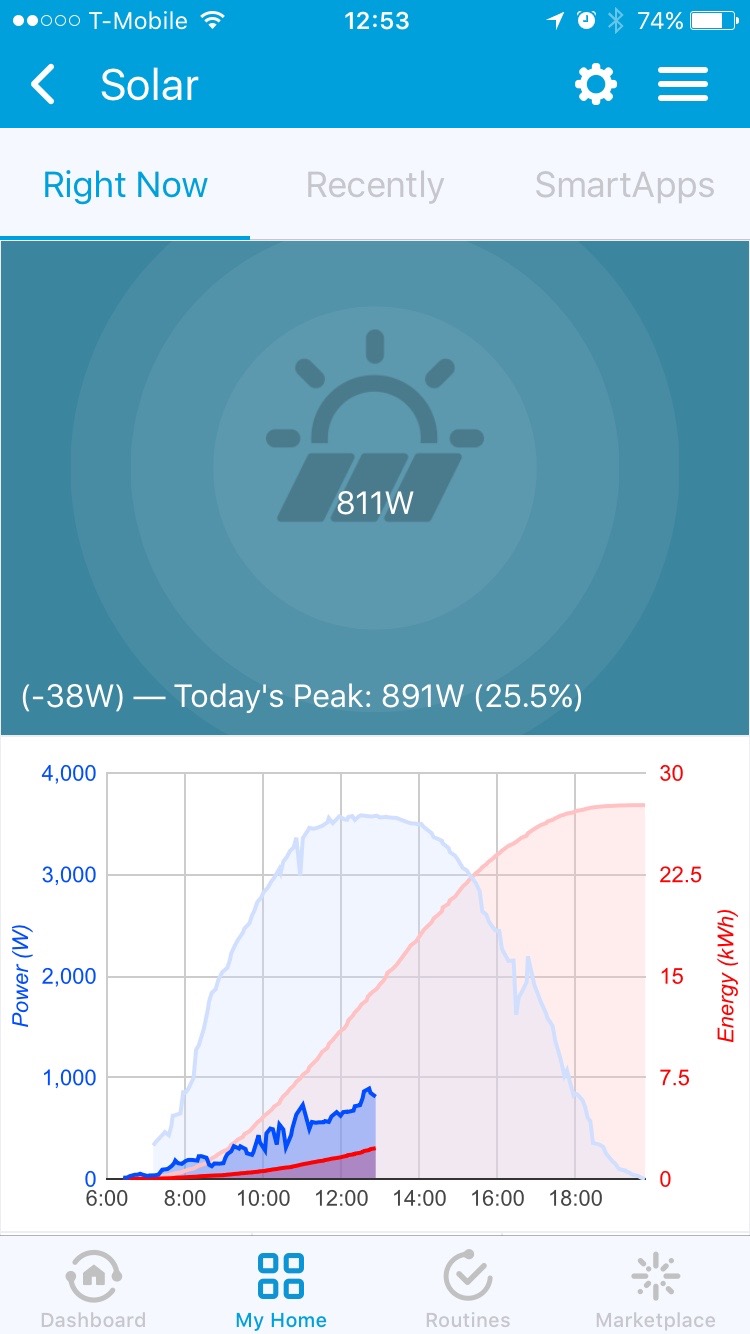 T-Mobile 12:53 74%
Solar
Right Now Recently SmartApps
811W
(-38W) — Today's Peak: 891W (25.5%)
4,000 30
3,000 22.5
2,000 15
1,000 7.5
0 0
Power (W)
Energy (kWh)
6:00 8:00 10:00 12:00 14:00 16:00 18:00
Dashboard My Home Routines Marketplace